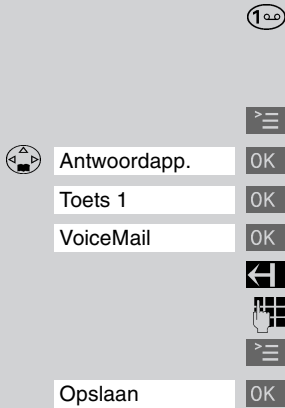 1
Antwoordapp. OK
Toets 1 OK
VoiceMail OK
Opslaan OK